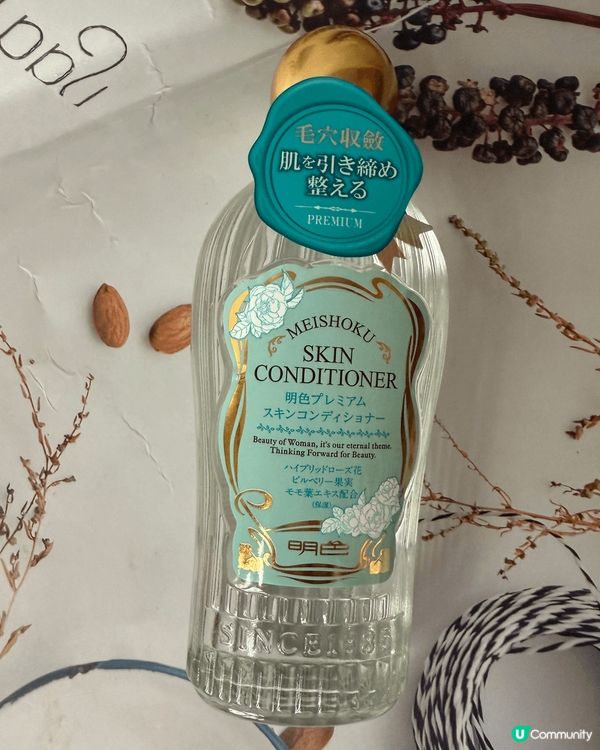 毛穴収斂
肌を引き締め
整える
PREMIUM
MEISHOKU
SKIN
CONDITIONER
明色プレミアム
スキンコンディショナー
Beauty of Woman, it's our eternal theme.
Thinking Forward for Beauty.
ハイブリッドローズ花
ビルベリー果実
モモ葉エキス配合
(保湿)
明色
SINCE1885
U Community